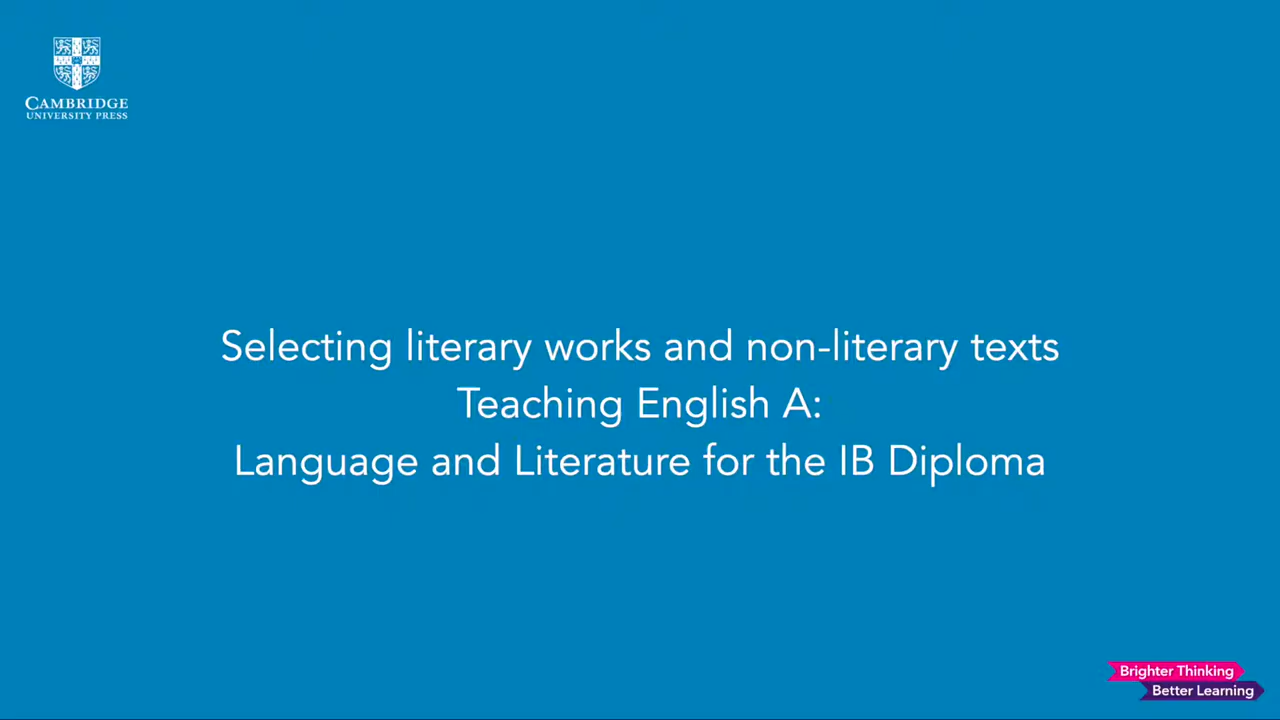 CAMBRIDGE
UNIVERSITY PRESS
Selecting literary works and non-literary texts
Teaching English A:
Language and Literature for the IB Diploma
Brighter Thinking
Better Learning